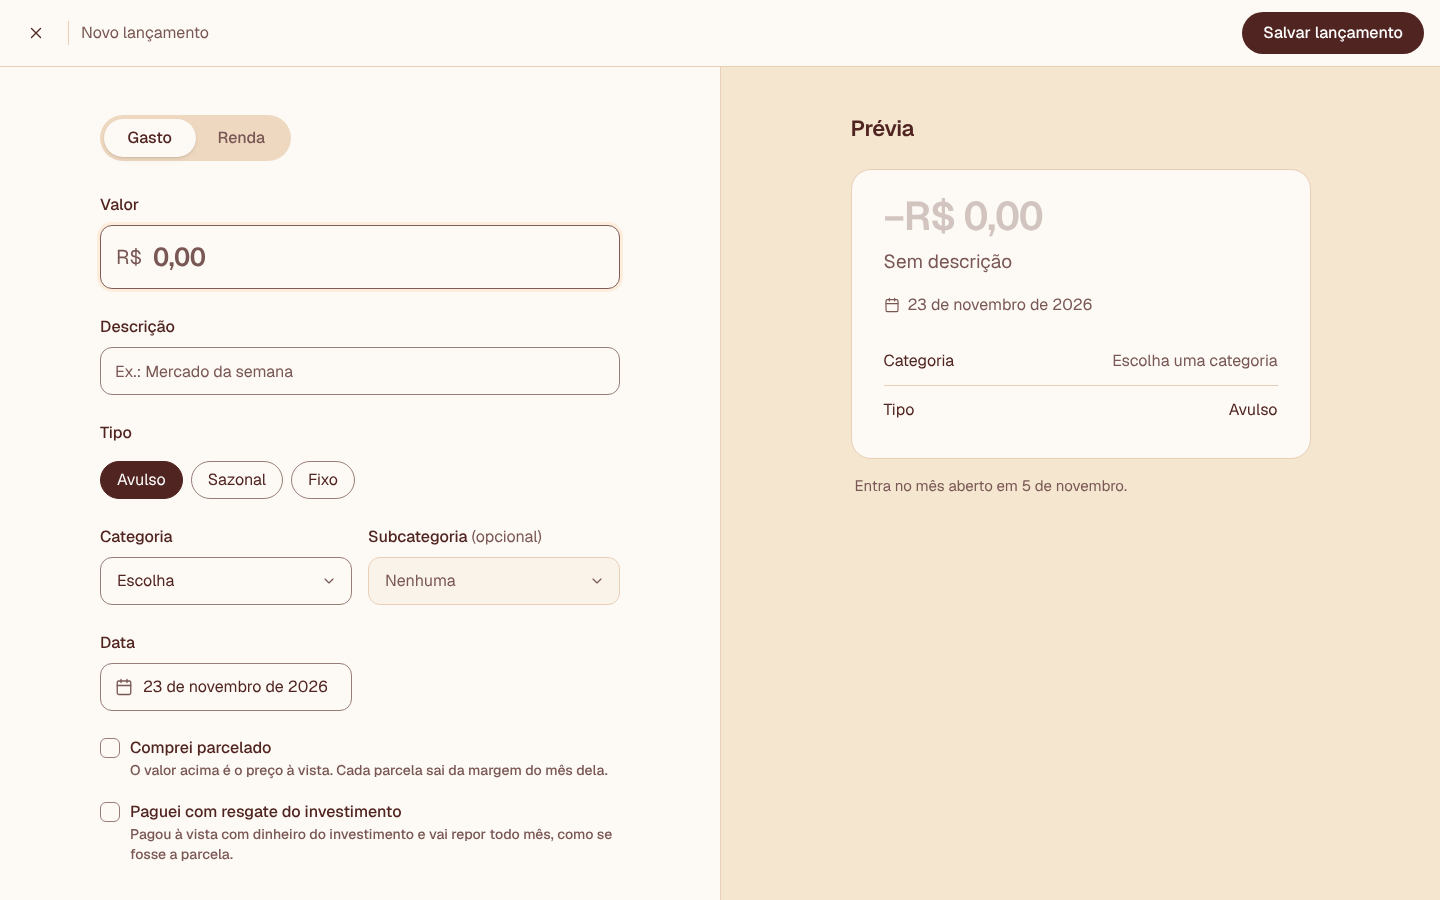 Novo lançamento
Salvar lançamento
Gasto
Renda
Valor
R$ 0,00
Descrição
Ex.: Mercado da semana
Tipo
Avulso
Sazonal
Fixo
Categoria
Subcategoria (opcional)
Escolha
Nenhuma
Data
23 de novembro de 2026
Comprei parcelado
O valor acima é o preço à vista. Cada parcela sai da margem do mês dela.
Paguei com resgate do investimento
Pagou à vista com dinheiro do investimento e vai repor todo mês, como se
fosse a parcela.
Prévia
–R$ 0,00
Sem descrição
23 de novembro de 2026
Categoria
Escolha uma categoria
Tipo
Avulso
Entra no mês aberto em 5 de novembro.